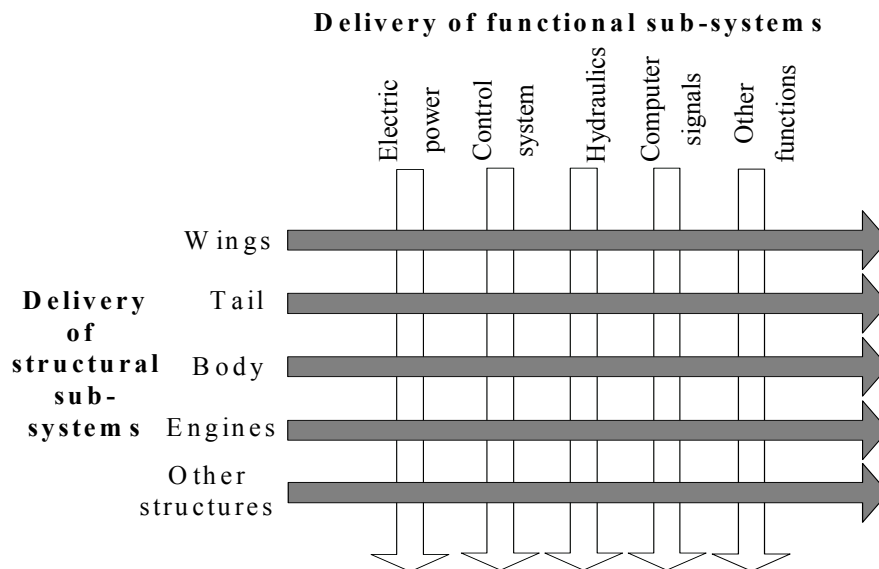 Delivery of functional sub-systems
Electric
power
Control
system
Hydraulics
Computer
signals
Other
functions
Wings
Tail
Body
Engines
Other
structures
Delivery
of
structural
sub-
systems